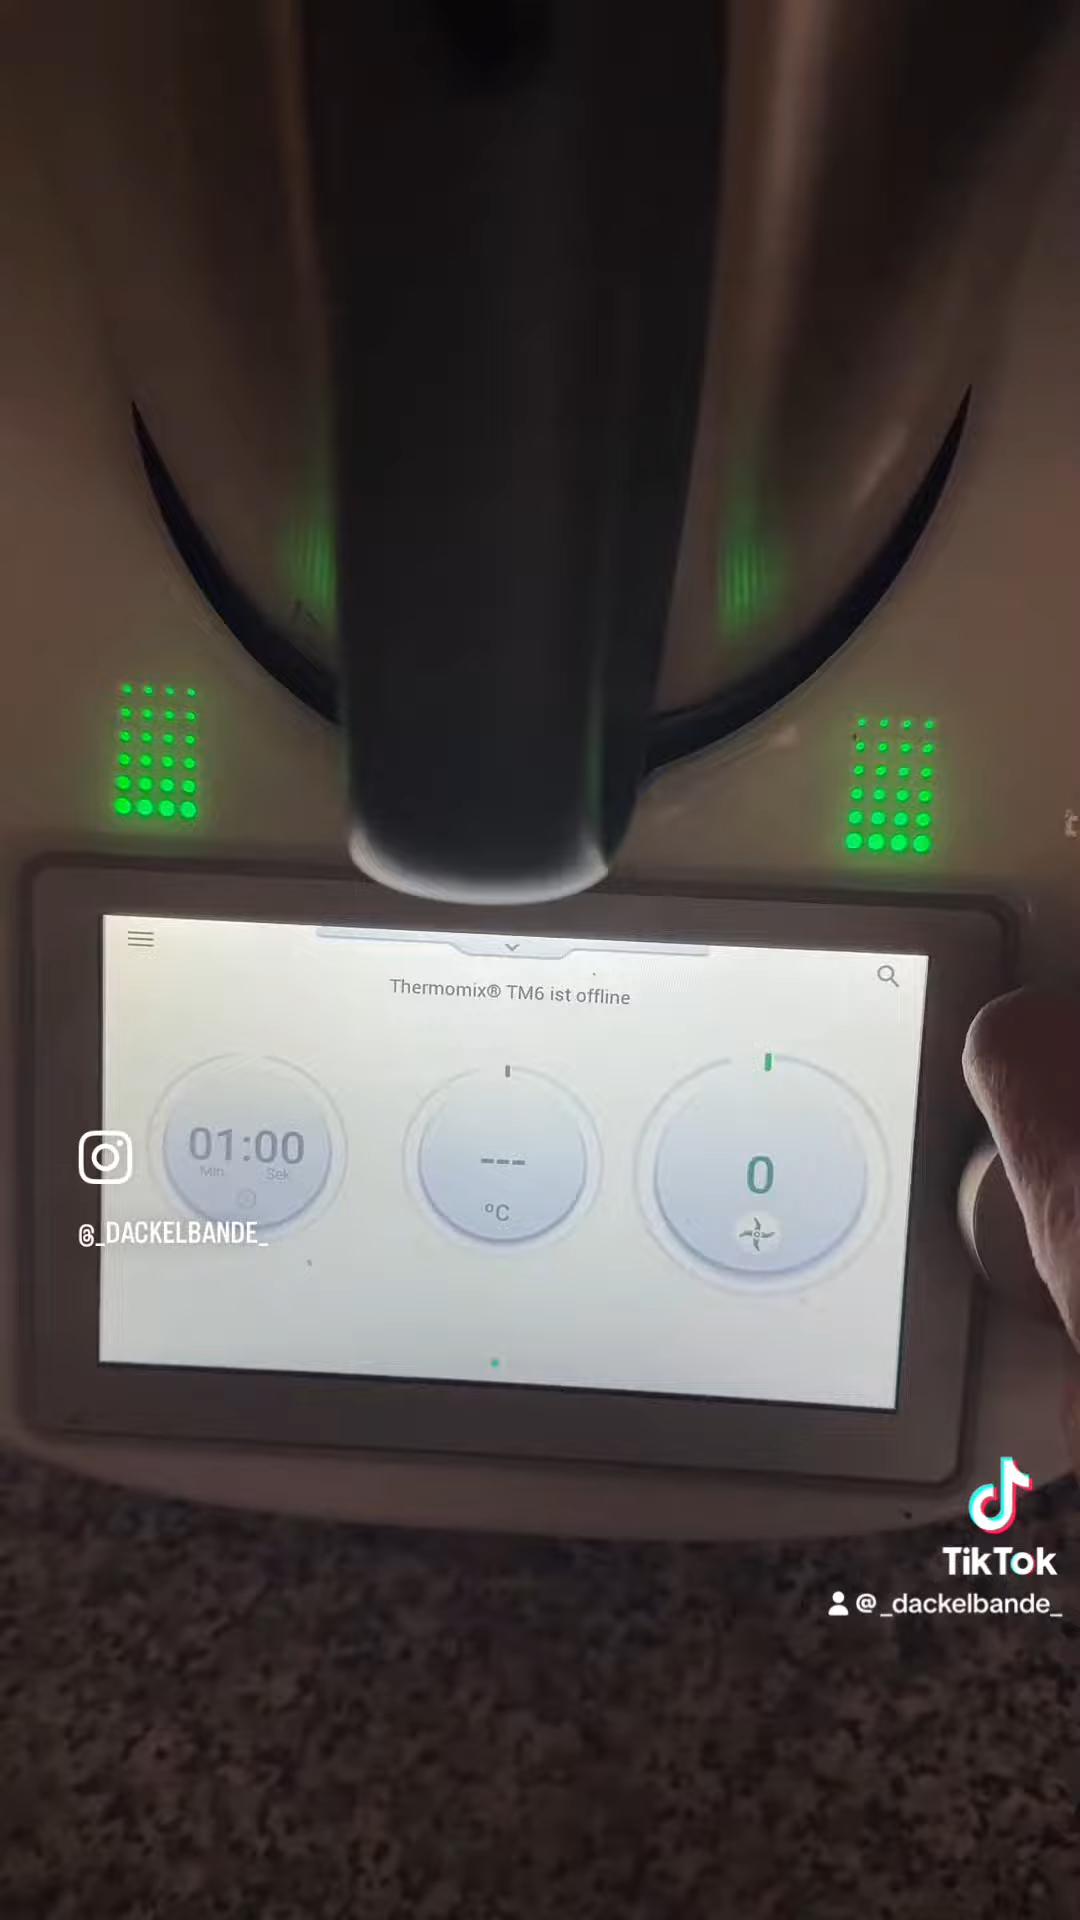 Thermomix® TM6 ist offline
01:00
Min Sek
---
°C
0
@_DACKELBANDE_
TikTok
@_dackelbande_